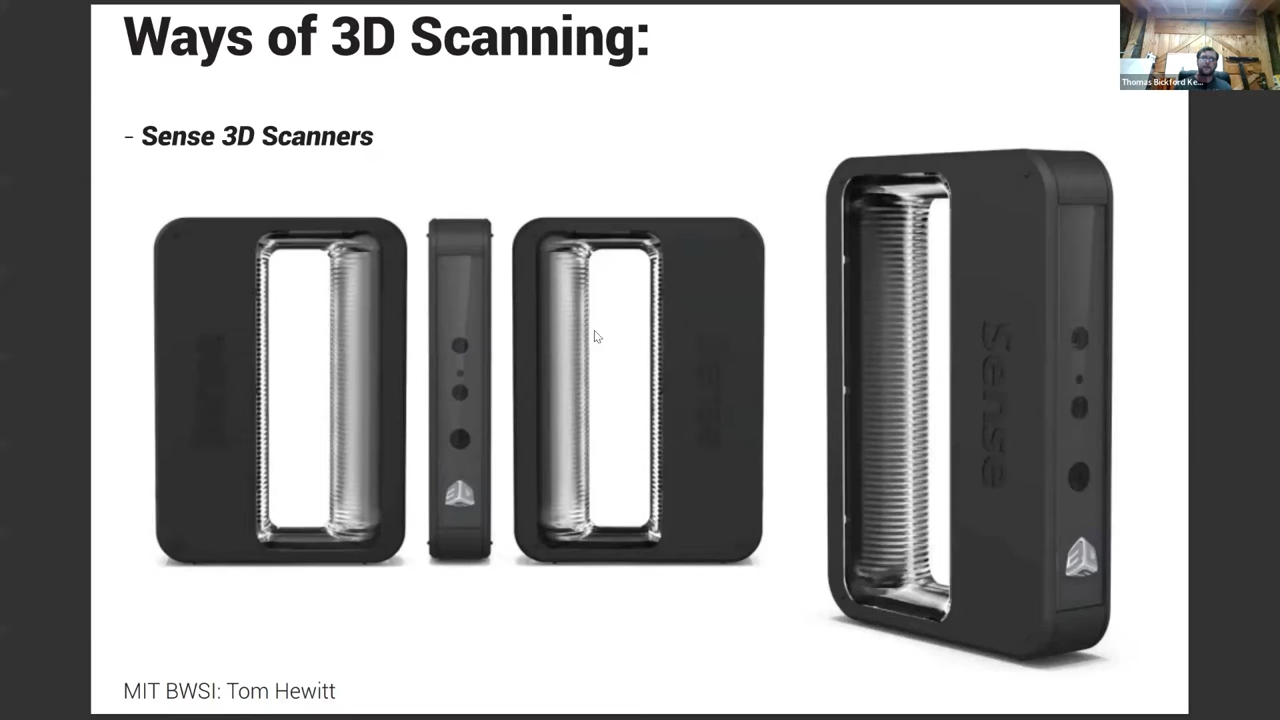 Ways of 3D Scanning:
Thomas Bickford Ke...
- Sense 3D Scanners
Sense
MIT BWSI: Tom Hewitt